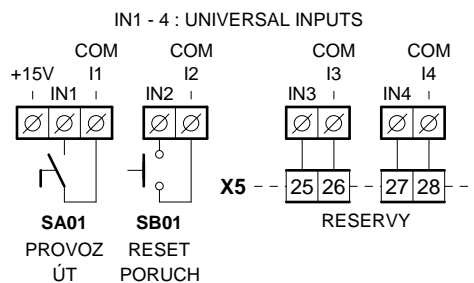 IN1 - 4 : UNIVERSAL INPUTS
COM COM COM COM
+15V I1 I2 I3 I4
IN1 IN2 IN3 IN4
X5 25 26 27 28
SA01 SB01 RESERVY
PROVOZ RESET
ÚT PORUCH